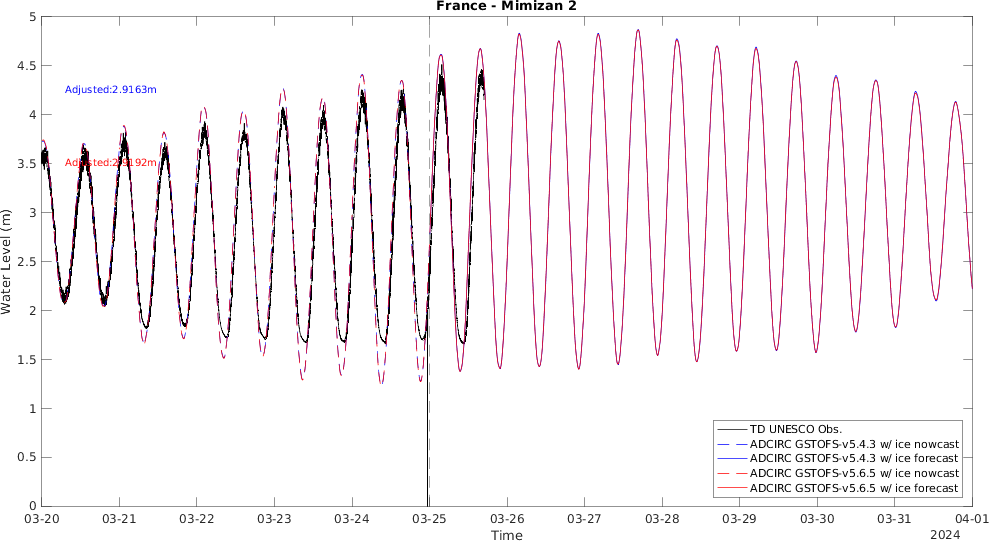 France - Mimizan 2
5
4.5
4
3.5
3
2.5
2
1.5
1
0.5
0
Water Level (m)
Adjusted:2.9163m
Adjusted:2.9192m
TD UNESCO Obs.
ADCIRC GSTOFS-v5.4.3 w/ ice nowcast
ADCIRC GSTOFS-v5.4.3 w/ ice forecast
ADCIRC GSTOFS-v5.6.5 w/ ice nowcast
ADCIRC GSTOFS-v5.6.5 w/ ice forecast
03-20 03-21 03-22 03-23 03-24 03-25 03-26 03-27 03-28 03-29 03-30 03-31 04-01
Time
2024